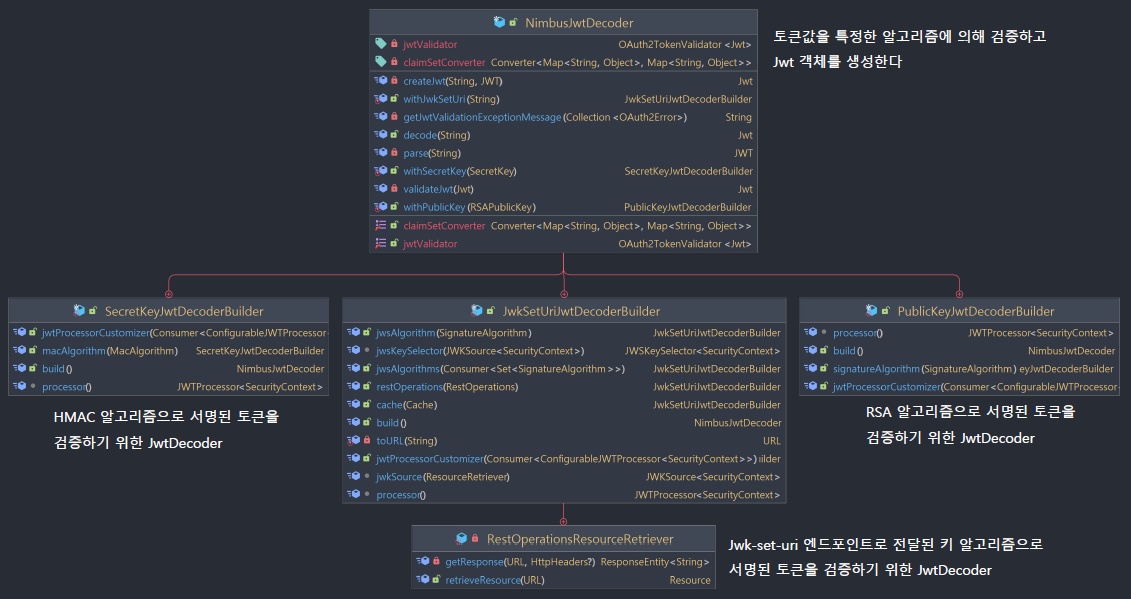 NimbusJwtDecoder
jwtValidator OAuth2TokenValidator <Jwt>
claimSetConverter Converter<Map<String, Object>, Map<String, Object>>
createJwt(String, JWT) Jwt
withJwkSetUri(String) JwkSetUriJwtDecoderBuilder
getJwtValidationExceptionMessage(Collection <OAuth2Error>) String
decode(String) Jwt
parse(String) JWT
withSecretKey(SecretKey) SecretKeyJwtDecoderBuilder
validateJwt(Jwt) Jwt
withPublicKey(RSAPublicKey) PublicKeyJwtDecoderBuilder
claimSetConverter Converter<Map<String, Object>, Map<String, Object>>
jwtValidator OAuth2TokenValidator <Jwt>
토큰값을 특정한 알고리즘에 의해 검증하고
Jwt 객체를 생성한다
SecretKeyJwtDecoderBuilder
jwtProcessorCustomizer(Consumer<ConfigurableJWTProcessor
macAlgorithm(MacAlgorithm) SecretKeyJwtDecoderBuilder
build() NimbusJwtDecoder
processor() JWTProcessor<SecurityContext>
HMAC 알고리즘으로 서명된 토큰을
검증하기 위한 JwtDecoder
JwkSetUriJwtDecoderBuilder
jwsAlgorithm(SignatureAlgorithm) JwkSetUriJwtDecoderBuilder
jwsKeySelector(JWKSource<SecurityContext>) JWSKeySelector<SecurityContext>
jwsAlgorithms(Consumer<Set<SignatureAlgorithm>>) JwkSetUriJwtDecoderBuilder
restOperations(RestOperations) JwkSetUriJwtDecoderBuilder
cache(Cache) JwkSetUriJwtDecoderBuilder
build() NimbusJwtDecoder
toURL(String) URL
jwtProcessorCustomizer(Consumer<ConfigurableJWTProcessor<SecurityContext>>) iilder
jwkSource(ResourceRetriever) JWKSource<SecurityContext>
processor() JWTProcessor<SecurityContext>
PublicKeyJwtDecoderBuilder
processor() JWTProcessor<SecurityContext>
build() NimbusJwtDecoder
signatureAlgorithm(SignatureAlgorithm) eyJwtDecoderBuilder
jwtProcessorCustomizer(Consumer<ConfigurableJWTProcessor
RSA 알고리즘으로 서명된 토큰을
검증하기 위한 JwtDecoder
RestOperationsResourceRetriever
getResponse(URL, HttpHeaders?) ResponseEntity<String>
retrieveResource(URL) Resource
Jwk-set-uri 엔드포인트로 전달된 키 알고리즘으로
서명된 토큰을 검증하기 위한 JwtDecoder